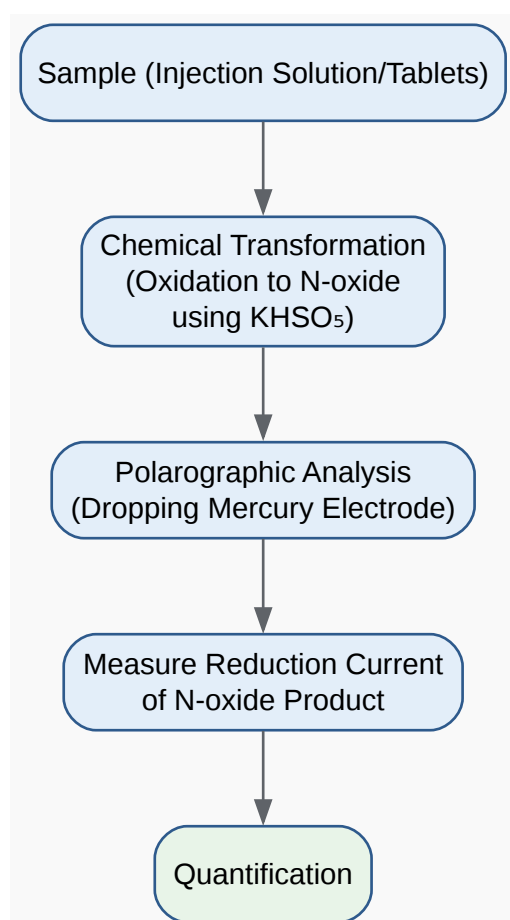 Sample (Injection Solution/Tablets)
Chemical Transformation
(Oxidation to N-oxide
using KHSO₅)
Polarographic Analysis
(Dropping Mercury Electrode)
Measure Reduction Current
of N-oxide Product
Quantification